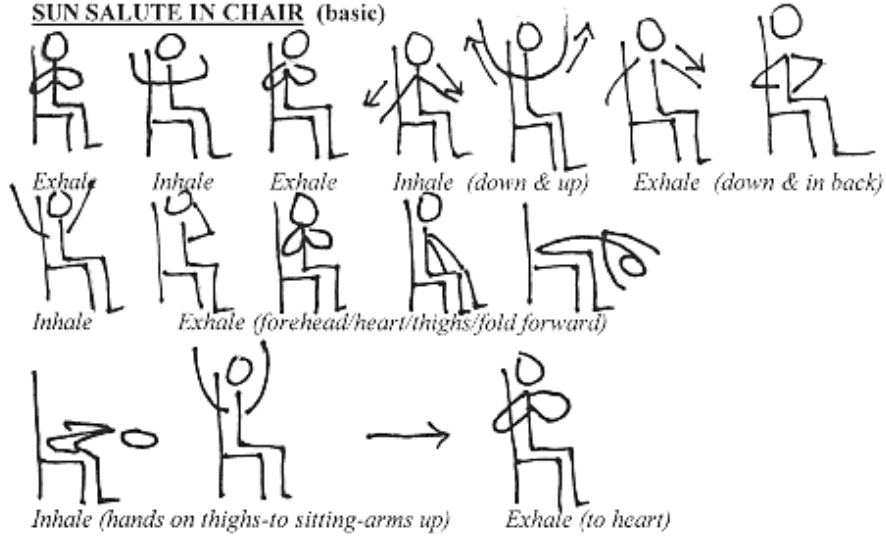 SUN SALUTE IN CHAIR (basic)
Exhale Inhale Exhale Inhale (down & up) Exhale (down & in back)
Inhale Exhale (forehead/heart/thighs/fold forward)
Inhale (hands on thighs-to sitting-arms up) Exhale (to heart)